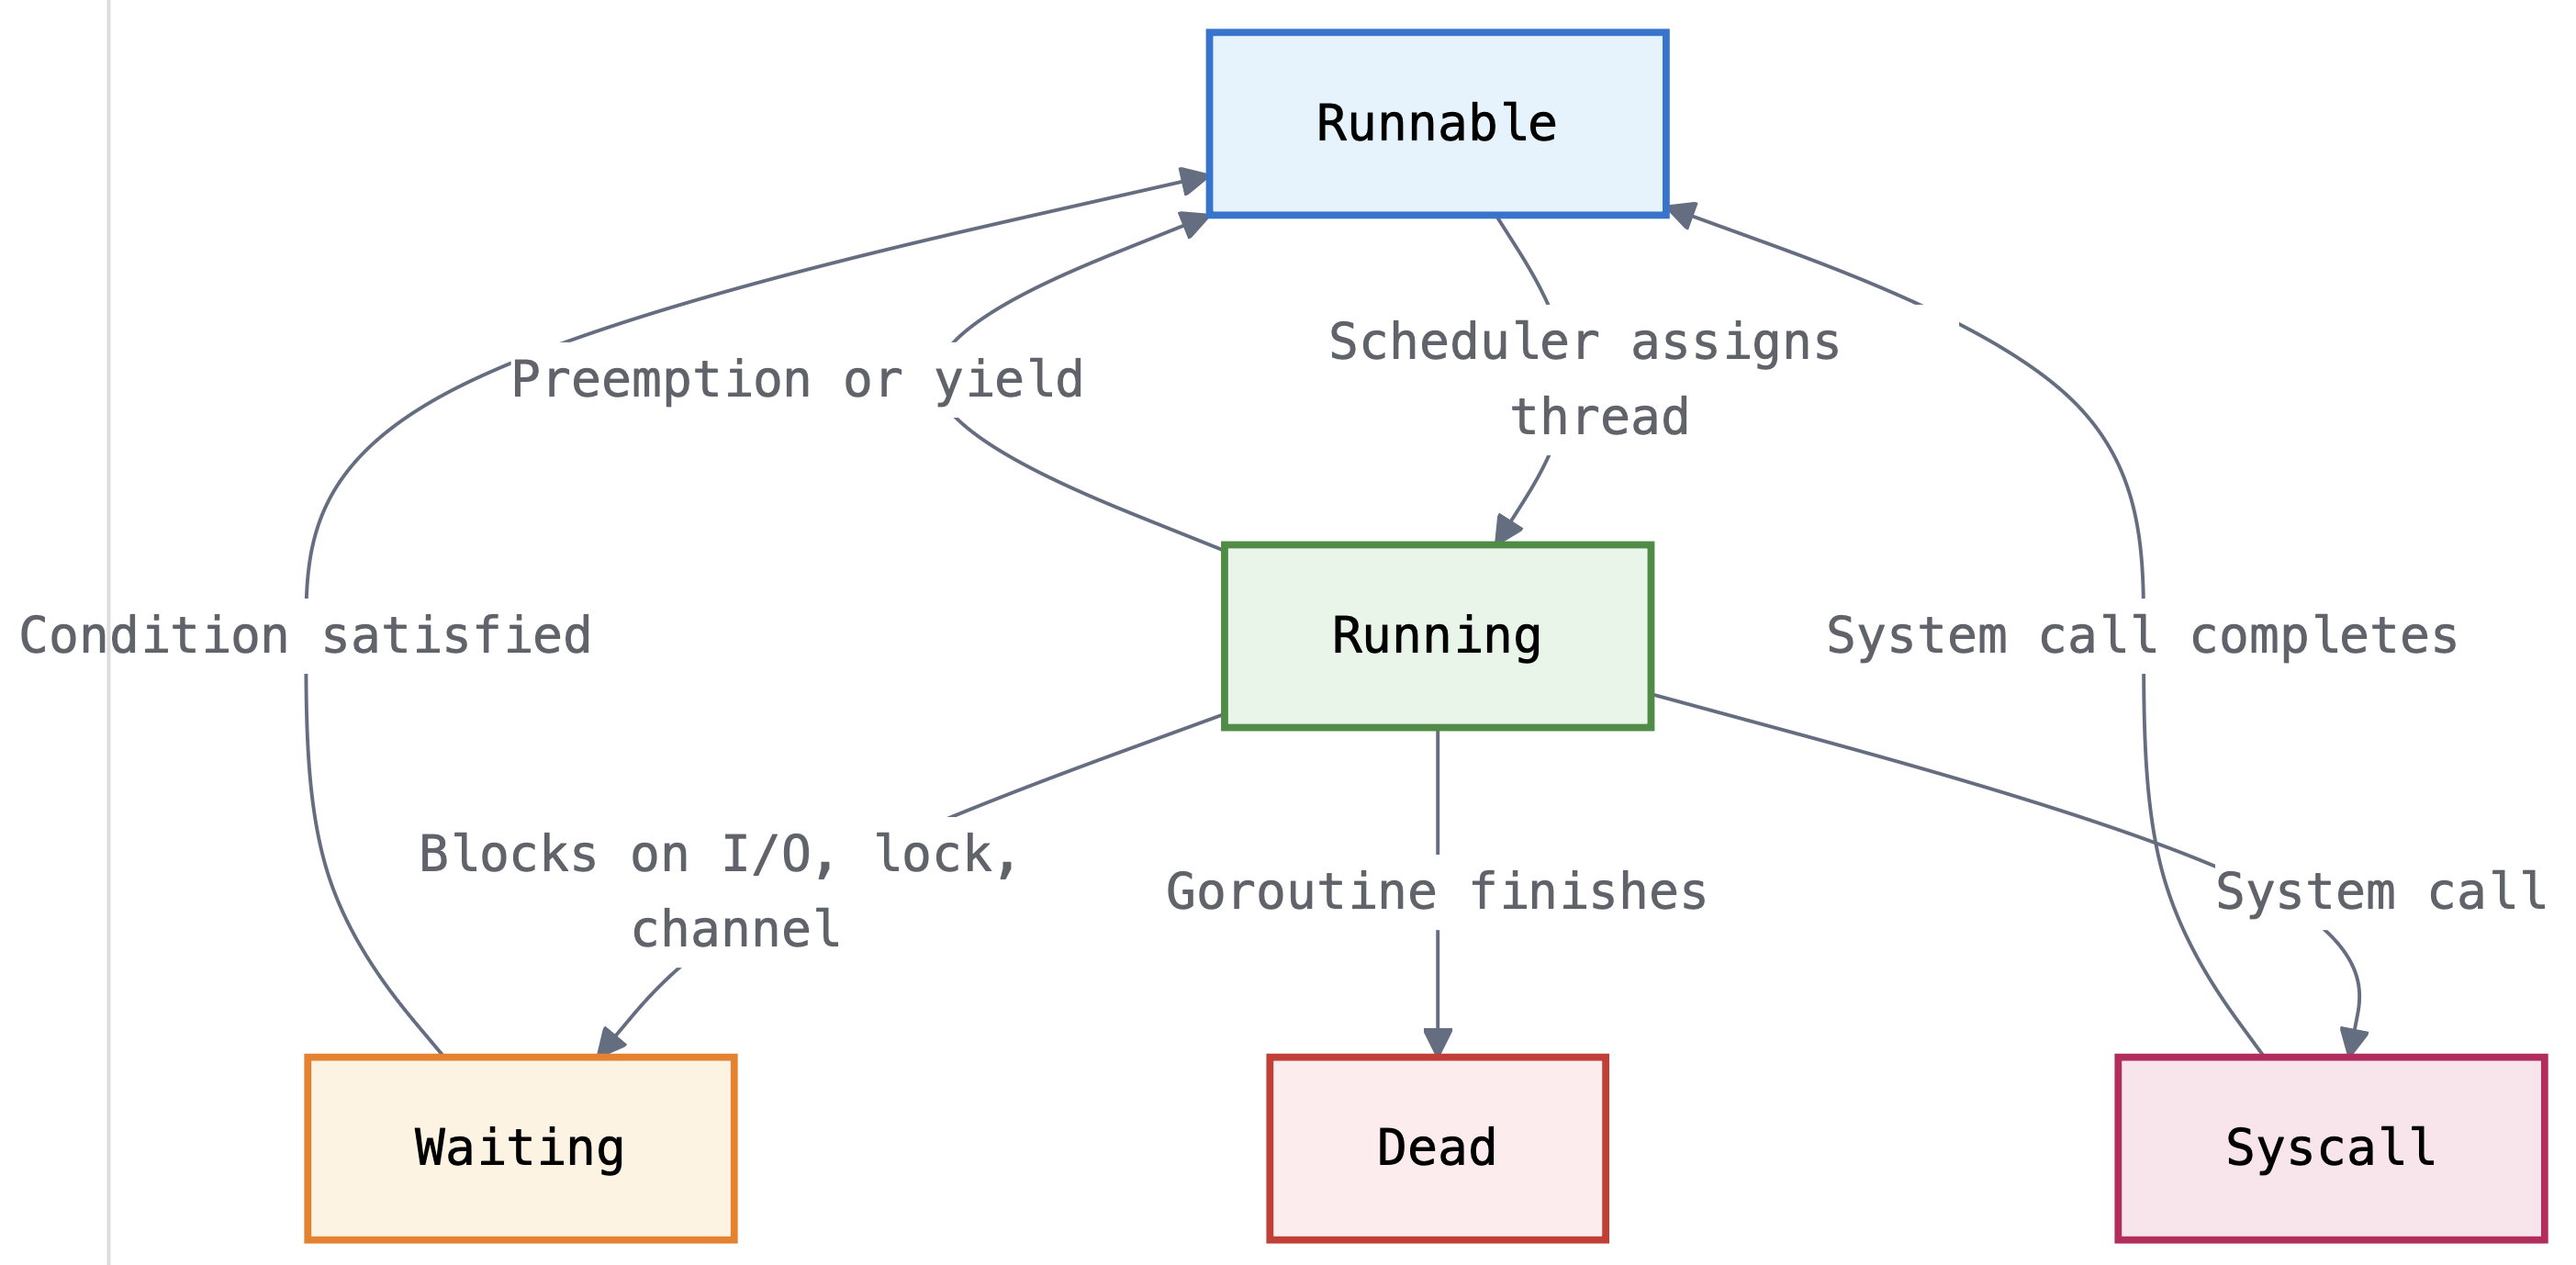 Runnable
Scheduler assigns
thread
Preemption or yield
Condition satisfied
Running
System call completes
Blocks on I/O, lock,
channel
Goroutine finishes
System call
Waiting
Dead
Syscall